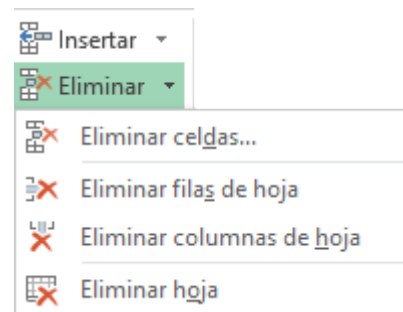 Insertar
Eliminar
Eliminar celdas...
Eliminar filas de hoja
Eliminar columnas de hoja
Eliminar hoja